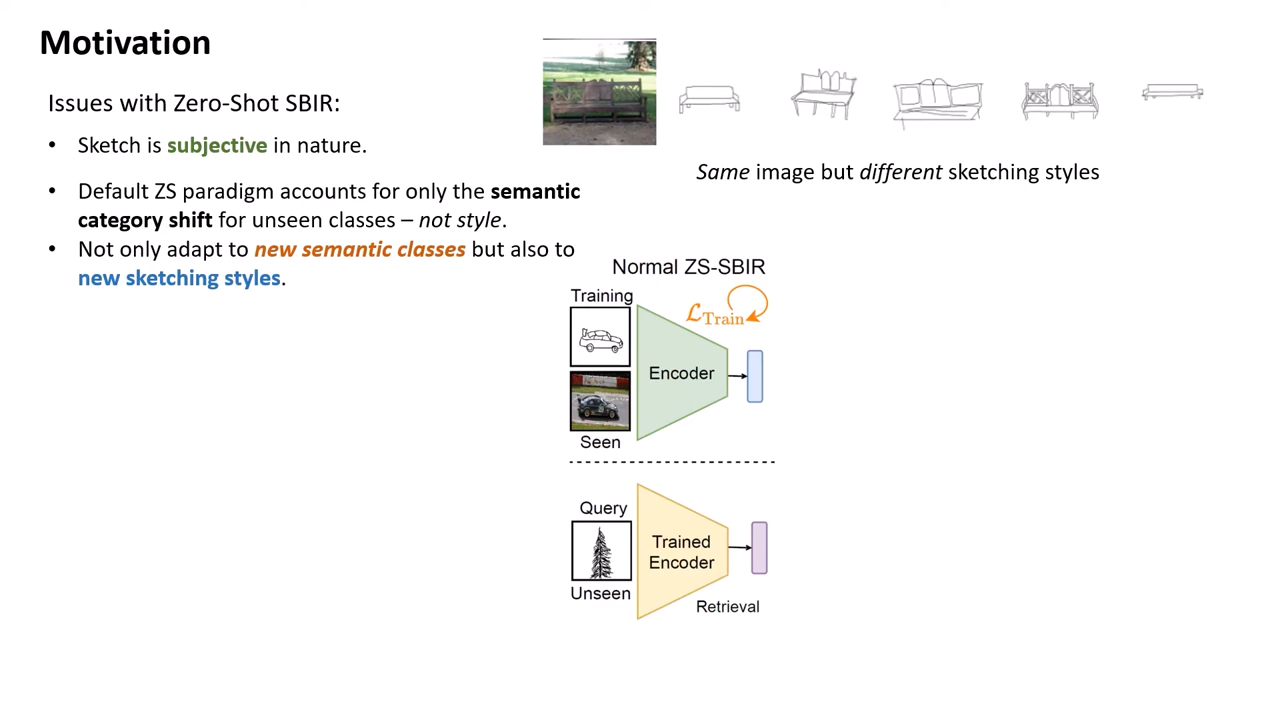 Motivation
Issues with Zero-Shot SBIR:
• Sketch is subjective in nature.
• Default ZS paradigm accounts for only the semantic
category shift for unseen classes – not style.
• Not only adapt to new semantic classes but also to
new sketching styles.
Same image but different sketching styles
Normal ZS-SBIR
Training
ℒTrain
Encoder
Seen
Query
Trained
Encoder
Unseen
Retrieval